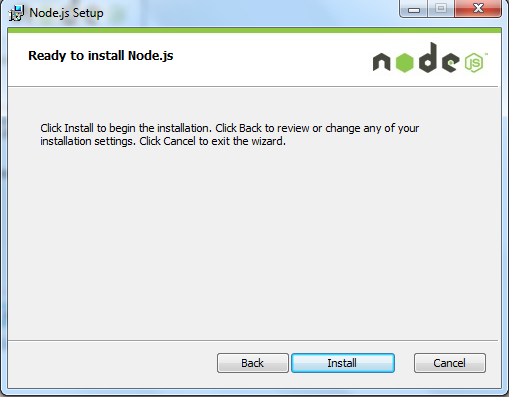 Node.js Setup
Ready to install Node.js
node
JS
Click Install to begin the installation. Click Back to review or change any of your
installation settings. Click Cancel to exit the wizard.
Back
Install
Cancel